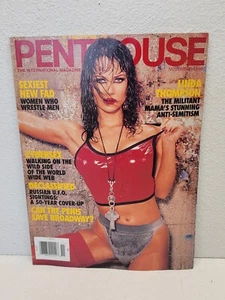 PENTHOUSE
THE INTERNATIONAL MAGAZINE
SEXIEST
NEW FAD
WOMEN WHO
WRESTLE MEN
LINDA
THOMPSON
THE MILITANT
MAMA'S STUNNING
ANTI-SEMITISM
WALKING ON THE
WILD SIDE
OF THE WORLD
WIDE WEB
DECLASSIFIED
RUSSIAN U.F.O.
SIGHTINGS:
A 50-YEAR COVER-UP
CAN THE PENIS
SAVE BROADWAY?